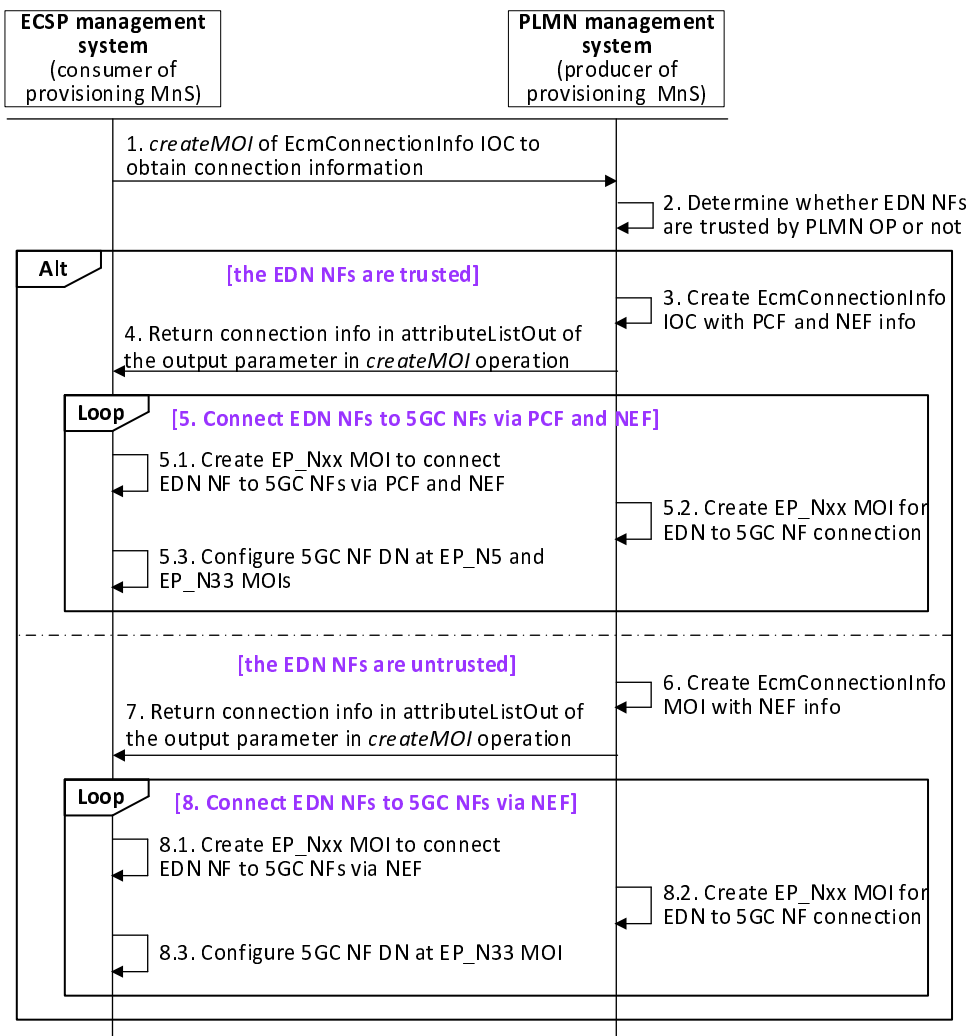 ECSP management
system
(consumer of
provisioning MnS)
PLMN management
system
(producer of
provisioning MnS)
1. createMOI of EcmConnectionInfo IOC to
obtain connection information
2. Determine whether EDN NFs
are trusted by PLMN OP or not
Alt
[the EDN NFs are trusted]
3. Create EcmConnectionInfo
IOC with PCF and NEF info
4. Return connection info in attributeListOut of
the output parameter in createMOI operation
Loop
[5. Connect EDN NFs to 5GC NFs via PCF and NEF]
5.1. Create EP_Nxx MOI to connect
EDN NF to 5GC NFs via PCF and NEF
5.2. Create EP_Nxx MOI for
EDN to 5GC NF connection
5.3. Configure 5GC NF DN at EP_N5 and
EP_N33 MOIs
[the EDN NFs are untrusted]
6. Create EcmConnectionInfo
MOI with NEF info
7. Return connection info in attributeListOut of
the output parameter in createMOI operation
Loop
[8. Connect EDN NFs to 5GC NFs via NEF]
8.1. Create EP_Nxx MOI to connect
EDN NF to 5GC NFs via NEF
8.2. Create EP_Nxx MOI for
EDN to 5GC NF connection
8.3. Configure 5GC NF DN at EP_N33 MOI